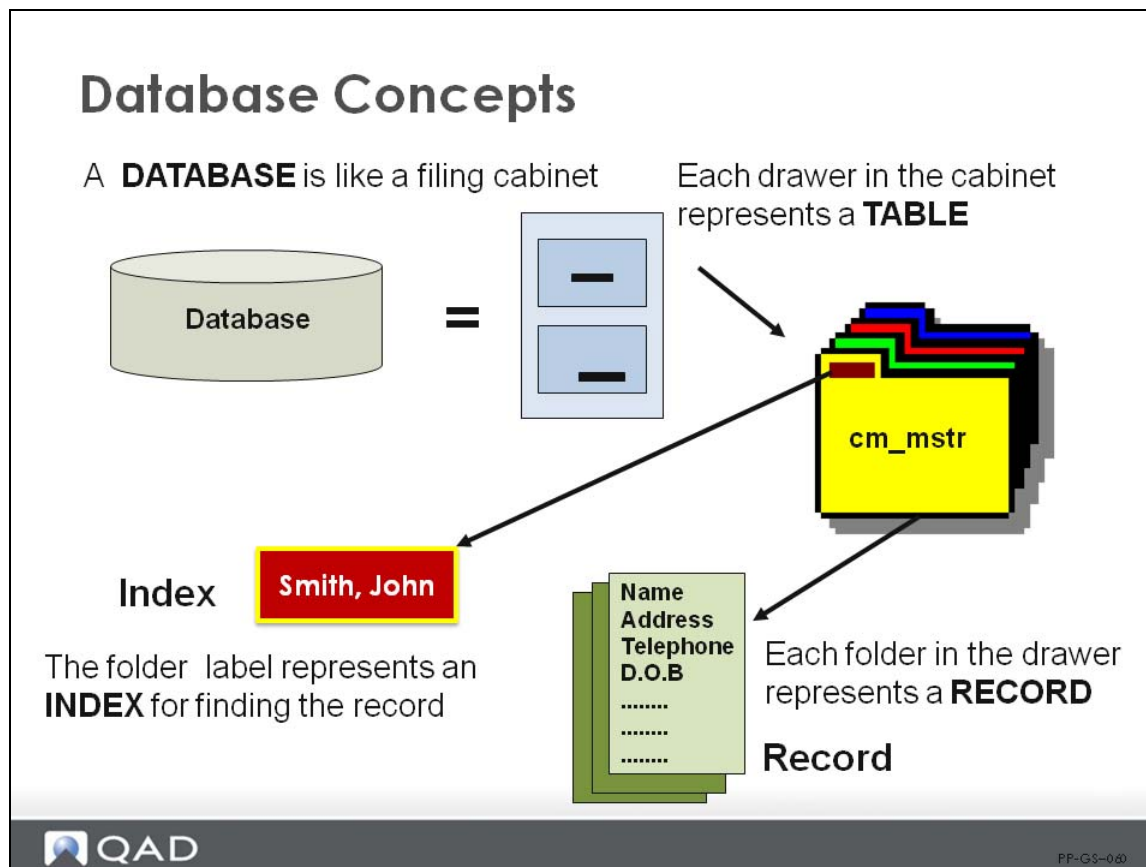 Database Concepts
A DATABASE is like a filing cabinet
Each drawer in the cabinet
represents a TABLE
Database
=
cm_mstr
Index
Smith, John
The folder label represents an
INDEX for finding the record
Name
Address
Telephone
D.O.B
........
........
........
Each folder in the drawer
represents a RECORD
Record
QAD
PP-GS-060